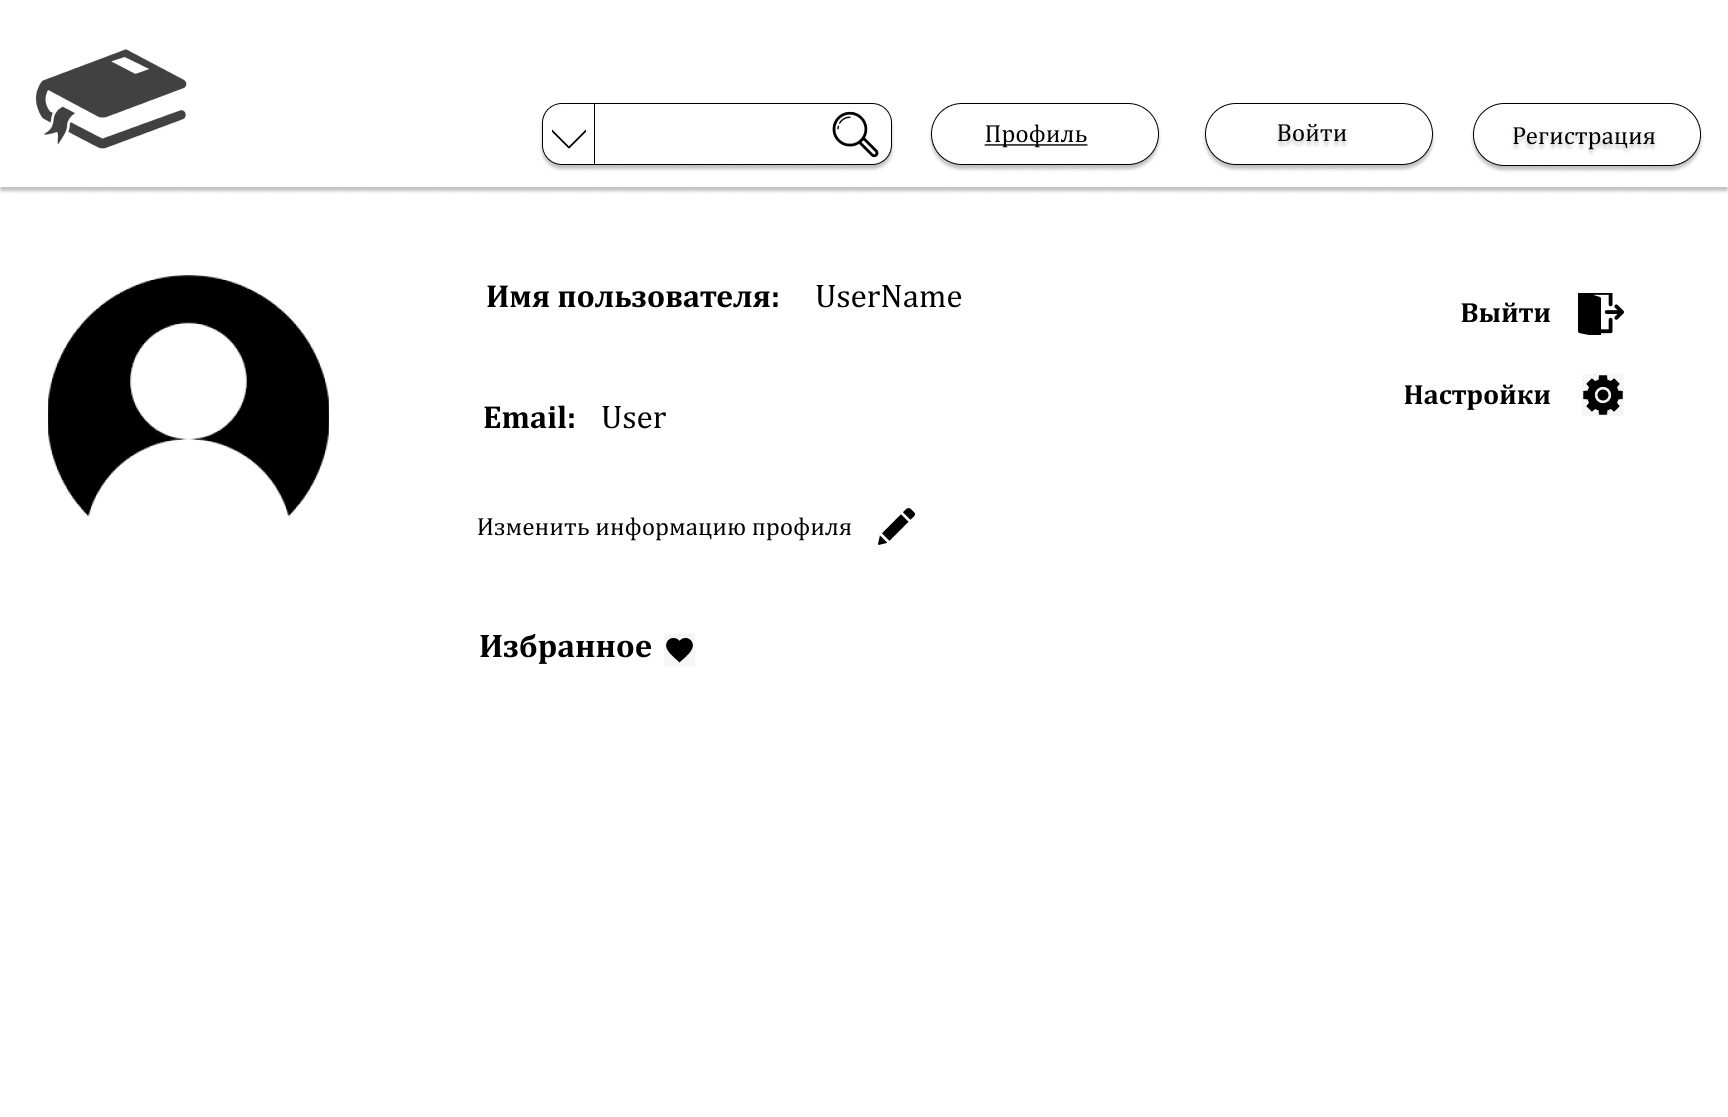 Профиль
Войти
Регистрация
Имя пользователя: UserName
Выйти
Настройки
Email: User
Изменить информацию профиля
Избранное